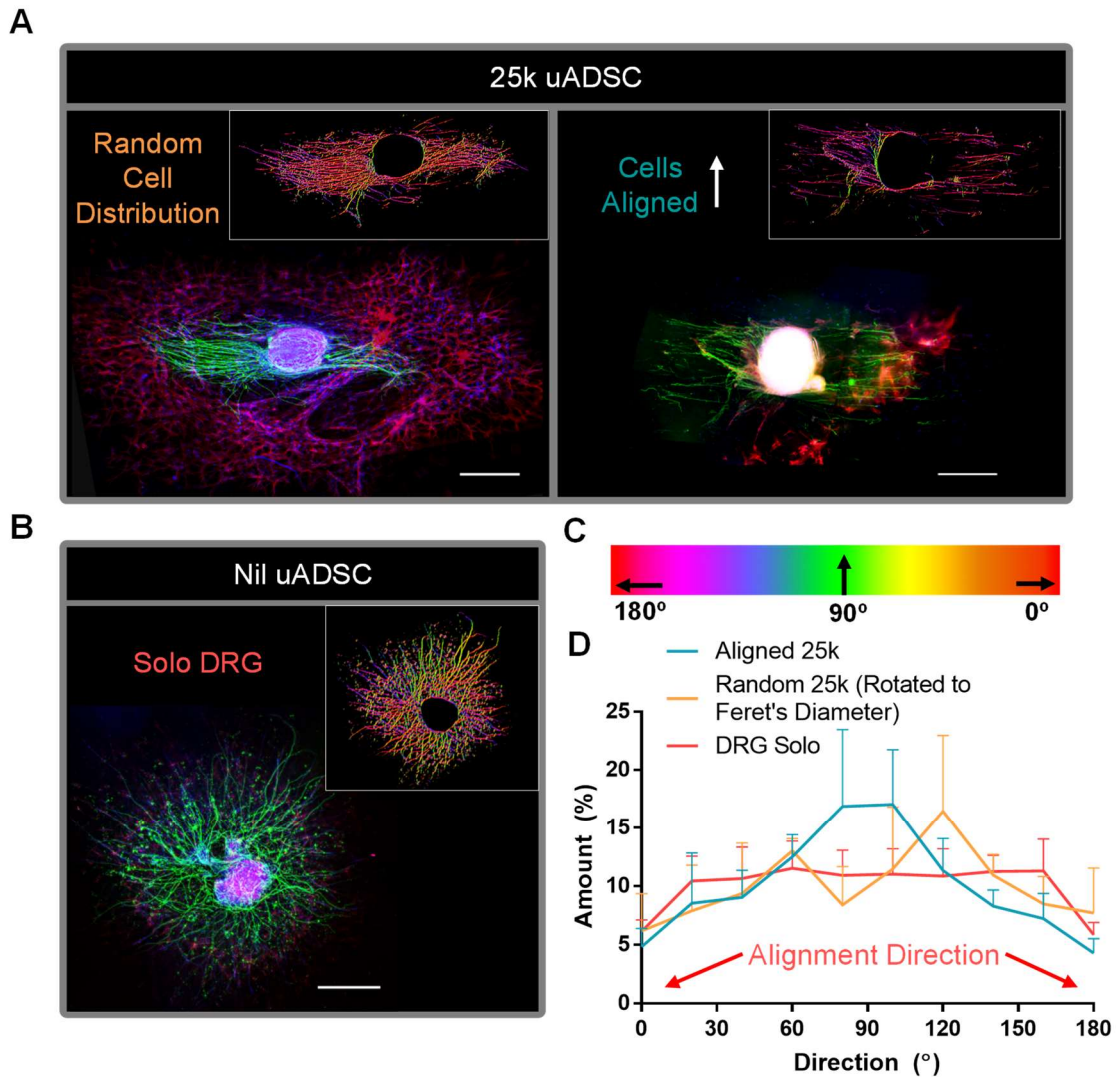 A
25k uADSC
Random
Cell
Distribution
Cells
Aligned
B
Nil uADSC
Solo DRG
C
180º
90º
0º
D
Aligned 25k
Random 25k (Rotated to
Feret's Diameter)
DRG Solo
25
20
15
10
5
0
Amount (%)
Alignment Direction
0
30
60
90
120
150
180
Direction (°)